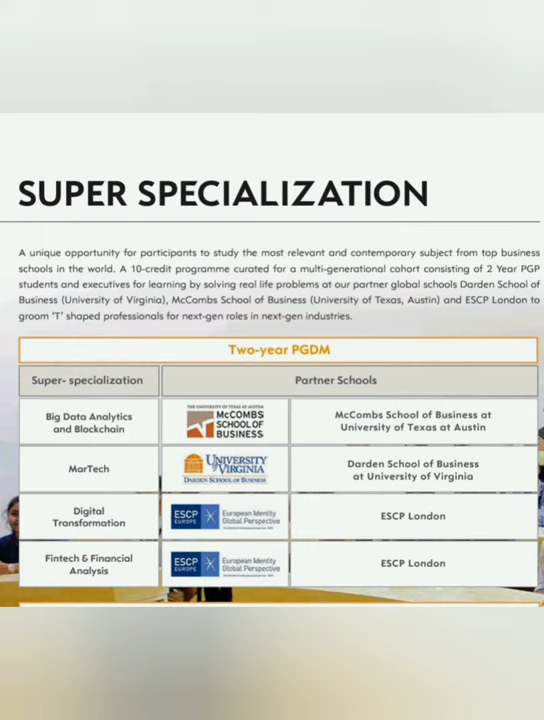 SUPER SPECIALIZATION
A unique opportunity for participants to study the most relevant and contemporary subject from top business
schools in the world. A 10-credit programme curated for a multi-generational cohort consisting of 2 Year PGP
students and executives for learning by solving real life problems at our partner global schools Darden School of
Business (University of Virginia), McCombs School of Business (University of Texas, Austin) and ESCP London to
groom 'T' shaped professionals for next-gen roles in next-gen industries.
Two-year PGDM
Super- specialization
Partner Schools
Big Data Analytics
and Blockchain
THE UNIVERSITY OF TEXAS AT AUSTIN
McCOMBS
SCHOOL OF
BUSINESS
McCombs School of Business at
University of Texas at Austin
MarTech
UNIVERSITY
of VIRGINIA
DARDEN SCHOOL OF BUSINESS
Darden School of Business
at University of Virginia
Digital
Transformation
ESCP
EUROPE
European Identity
Global Perspective
ESCP London
Fintech & Financial
Analysis
ESCP
EUROPE
European Identity
Global Perspective
ESCP London